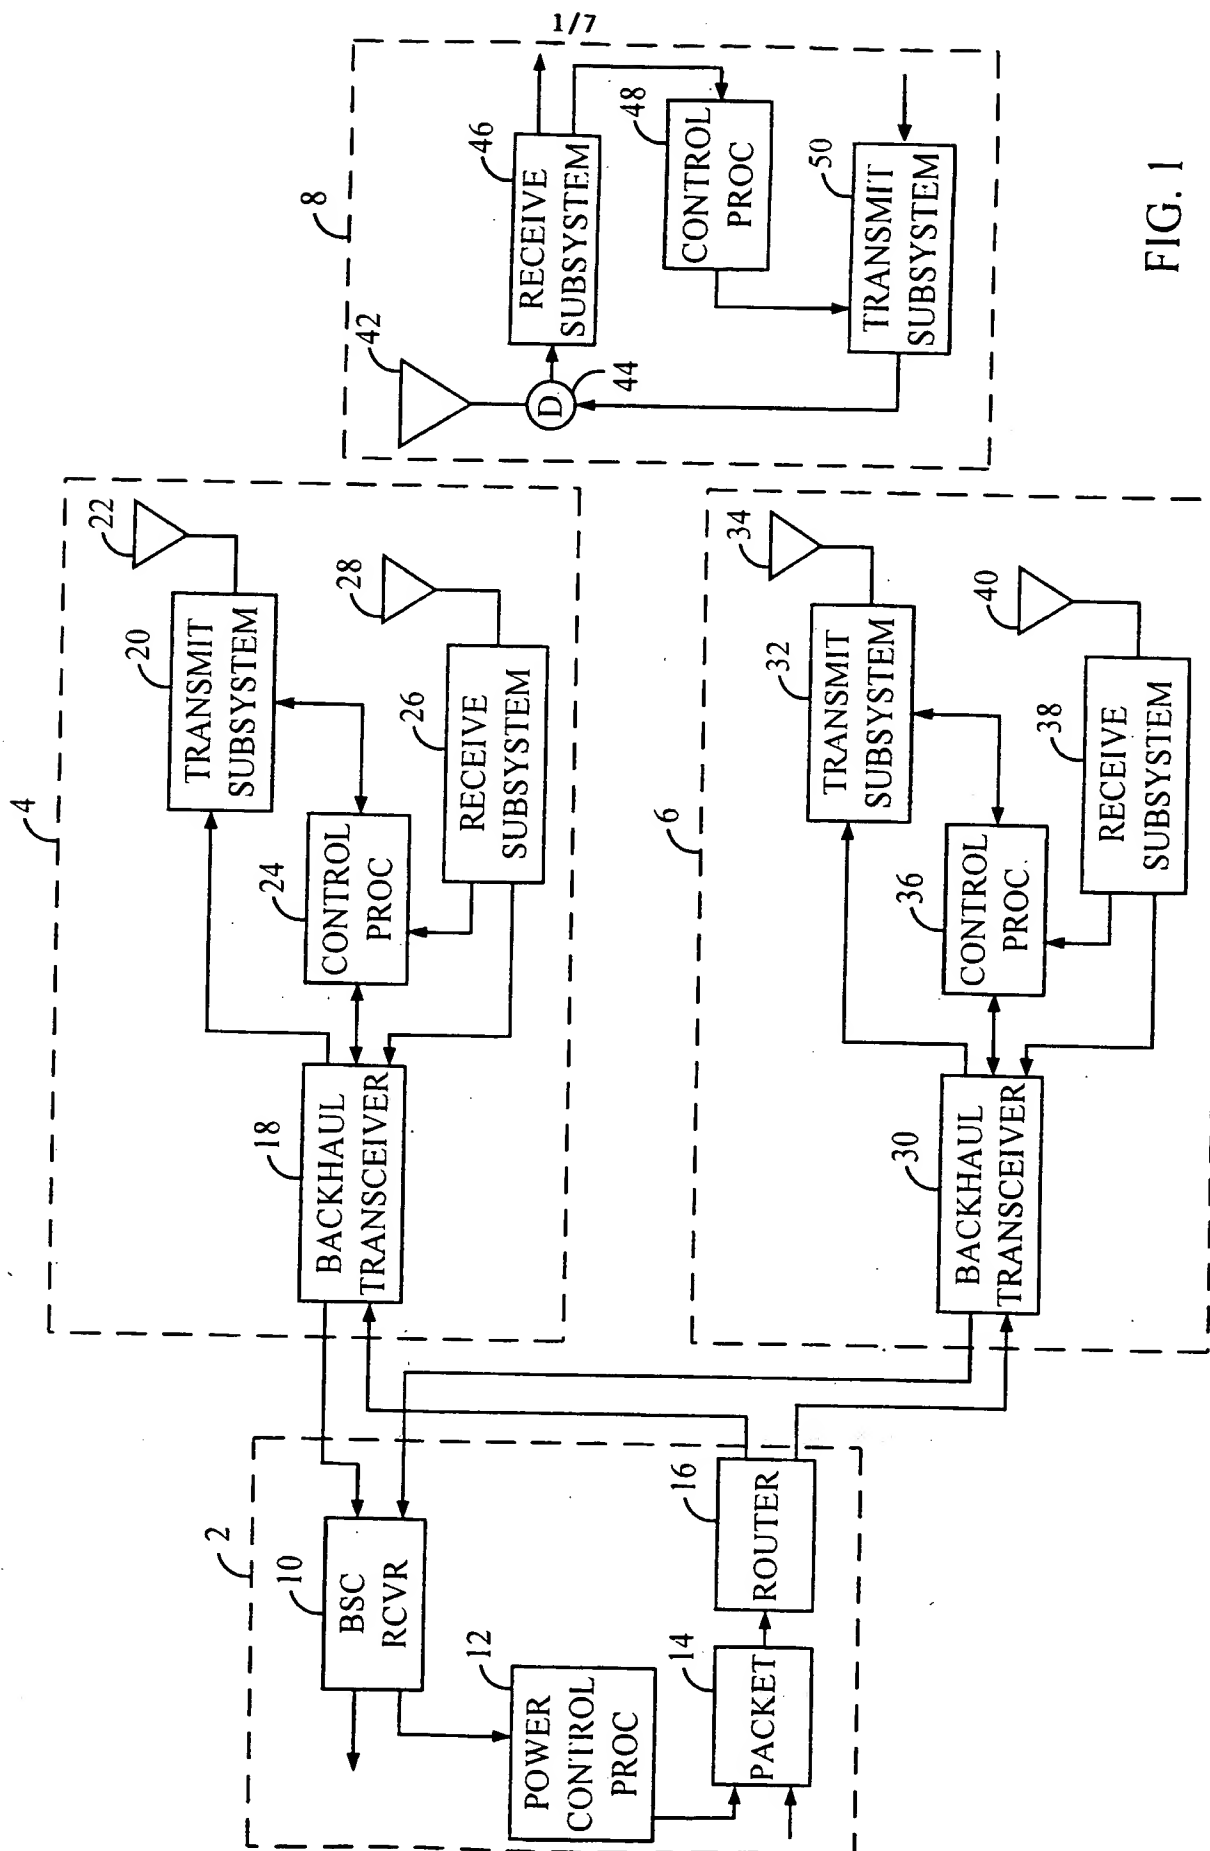 1/7
2
10
BSC
RCVR
12
POWER
CONTROL
PROC
14
PACKET
16
ROUTER
4
18
BACKHAUL
TRANSCEIVER
20
TRANSMIT
SUBSYSTEM
22
24
CONTROL
PROC
26
RECEIVE
SUBSYSTEM
28
6
30
BACKHAUL
TRANSCEIVER
32
TRANSMIT
SUBSYSTEM
34
36
CONTROL
PROC
38
RECEIVE
SUBSYSTEM
40
8
42
D
44
46
RECEIVE
SUBSYSTEM
48
CONTROL
PROC
50
TRANSMIT
SUBSYSTEM
FIG. 1